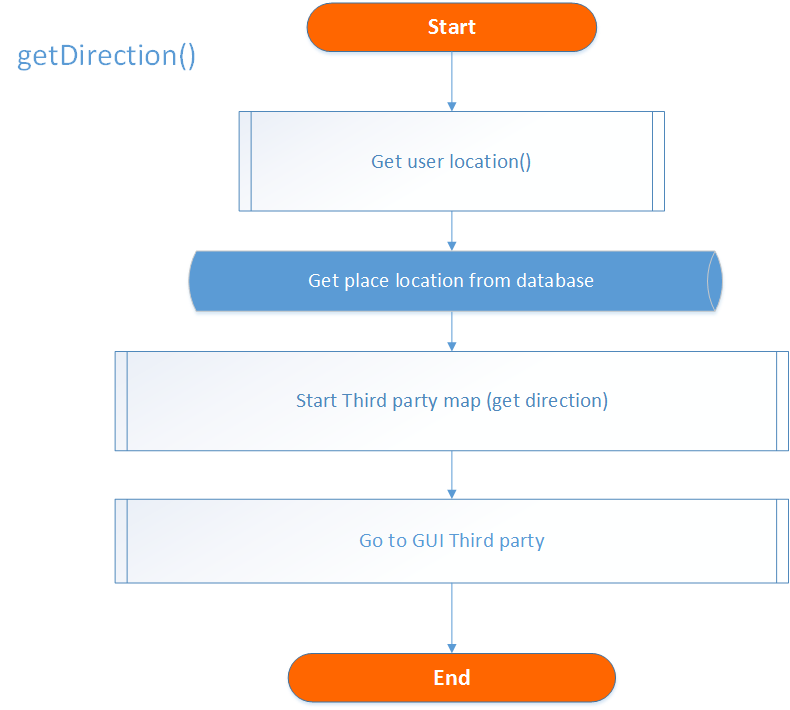 Start
getDirection()
Get user location()
Get place location from database
Start Third party map (get direction)
Go to GUI Third party
End